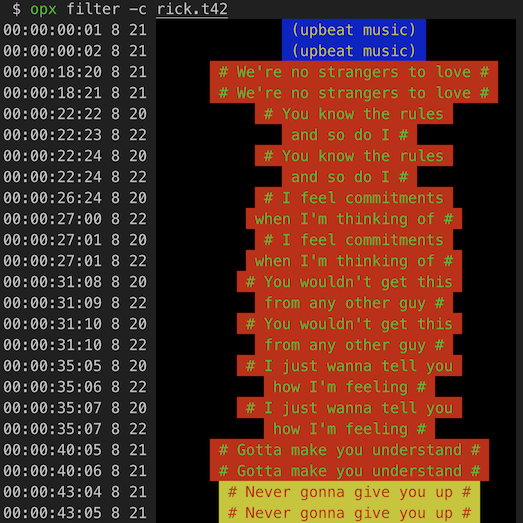 $ opx filter -c rick.t42
00:00:00:01 8 21 (upbeat music)
00:00:00:02 8 21 (upbeat music)
00:00:18:20 8 21 # We're no strangers to love #
00:00:18:21 8 21 # We're no strangers to love #
00:00:22:22 8 20 # You know the rules
00:00:22:23 8 22 and so do I #
00:00:22:24 8 20 # You know the rules
00:00:22:24 8 22 and so do I #
00:00:26:24 8 20 # I feel commitments
00:00:27:00 8 22 when I'm thinking of #
00:00:27:01 8 20 # I feel commitments
00:00:27:01 8 22 when I'm thinking of #
00:00:31:08 8 20 # You wouldn't get this
00:00:31:09 8 22 from any other guy #
00:00:31:10 8 20 # You wouldn't get this
00:00:31:10 8 22 from any other guy #
00:00:35:05 8 20 # I just wanna tell you
00:00:35:06 8 22 how I'm feeling #
00:00:35:07 8 20 # I just wanna tell you
00:00:35:07 8 22 how I'm feeling #
00:00:40:05 8 21 # Gotta make you understand #
00:00:40:06 8 21 # Gotta make you understand #
00:00:43:04 8 21 # Never gonna give you up #
00:00:43:05 8 21 # Never gonna give you up #